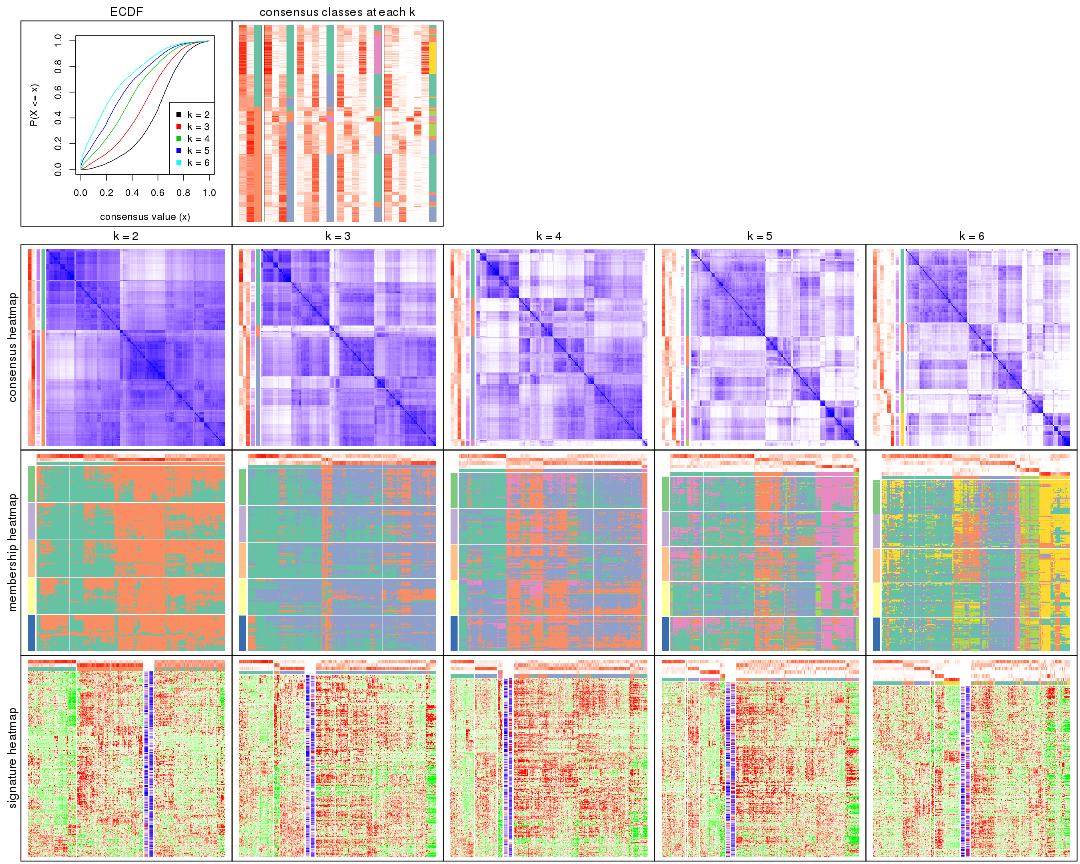 ECDF
consensus classes at each k
P(X <= x)
1.0
0.8
0.6
0.4
0.2
0.0
k = 2
k = 3
k = 4
k = 5
k = 6
0.0 0.2 0.4 0.6 0.8 1.0
consensus value (x)
k = 2
k = 3
k = 4
k = 5
k = 6
consensus heatmap
membership heatmap
signature heatmap